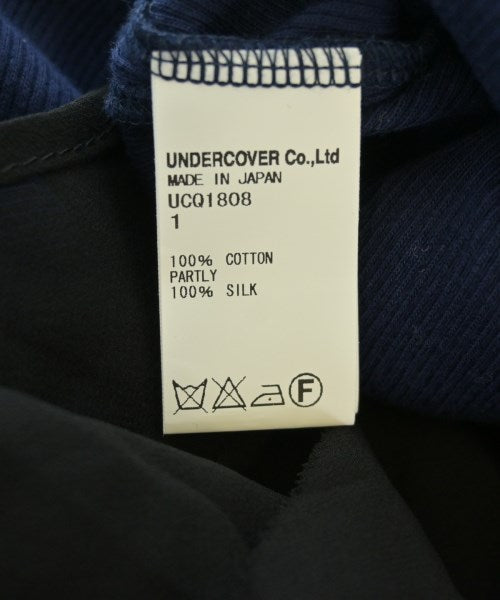 UNDERCOVER Co.,Ltd
MADE IN JAPAN
UCQ1808
1
100% COTTON
PARTLY
100% SILK
F